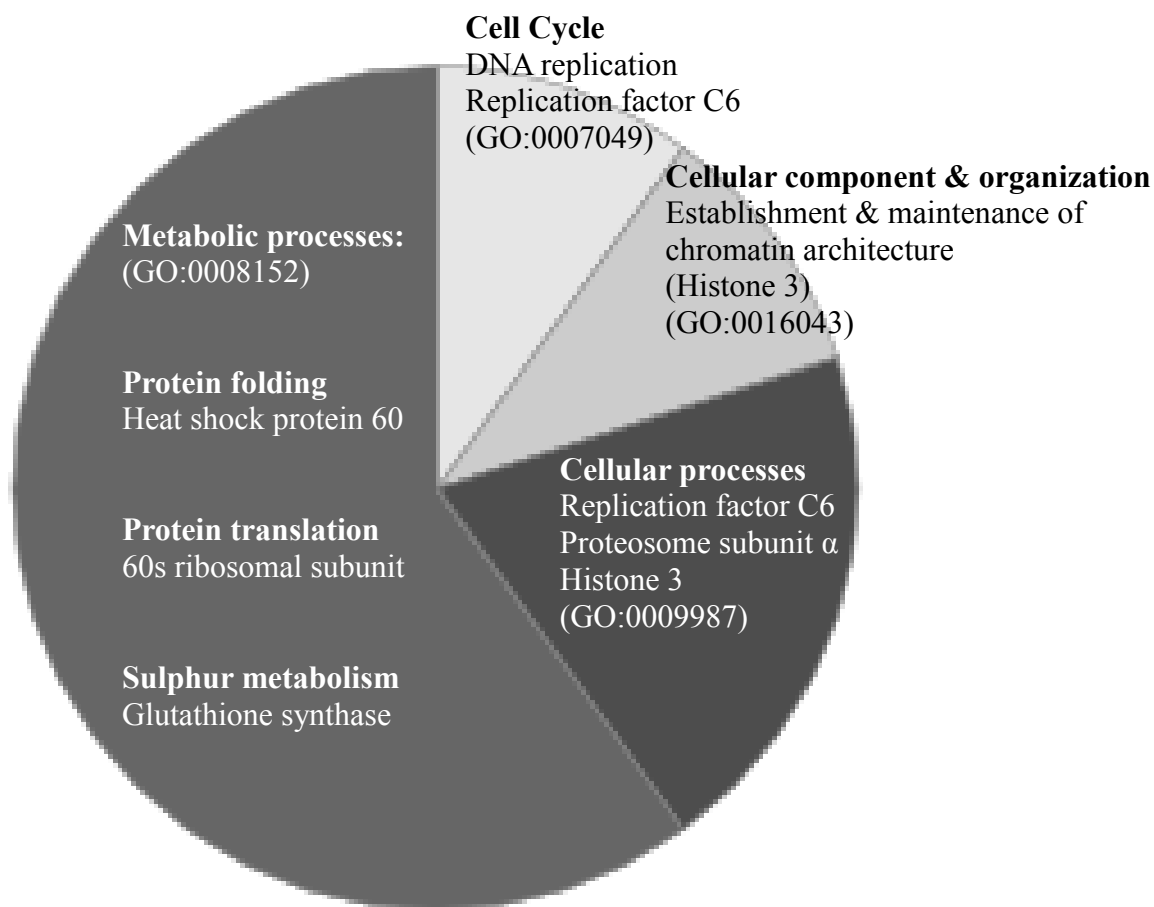 Cell Cycle
DNA replication
Replication factor C6
(GO:0007049)
Cellular component & organization
Establishment & maintenance of
chromatin architecture
(Histone 3)
(GO:0016043)
Metabolic processes:
(GO:0008152)
Protein folding
Heat shock protein 60
Protein translation
60s ribosomal subunit
Sulphur metabolism
Glutathione synthase
Cellular processes
Replication factor C6
Proteosome subunit α
Histone 3
(GO:0009987)